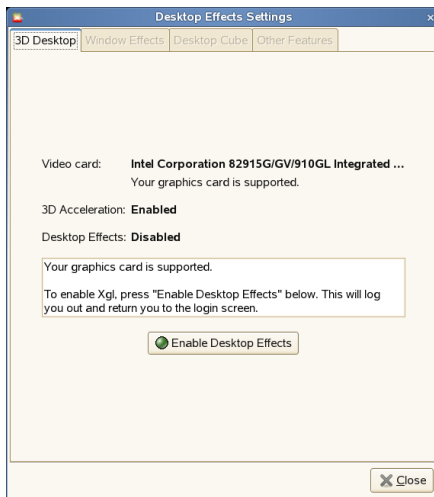 Desktop Effects Settings
3D Desktop Window Effects Desktop Cube Other Features
Video card: Intel Corporation 82915G/GV/910GL Integrated ...
Your graphics card is supported.
3D Acceleration: Enabled
Desktop Effects: Disabled
Your graphics card is supported.
To enable Xgl, press "Enable Desktop Effects" below. This will log
you out and return you to the login screen.
Enable Desktop Effects
Close